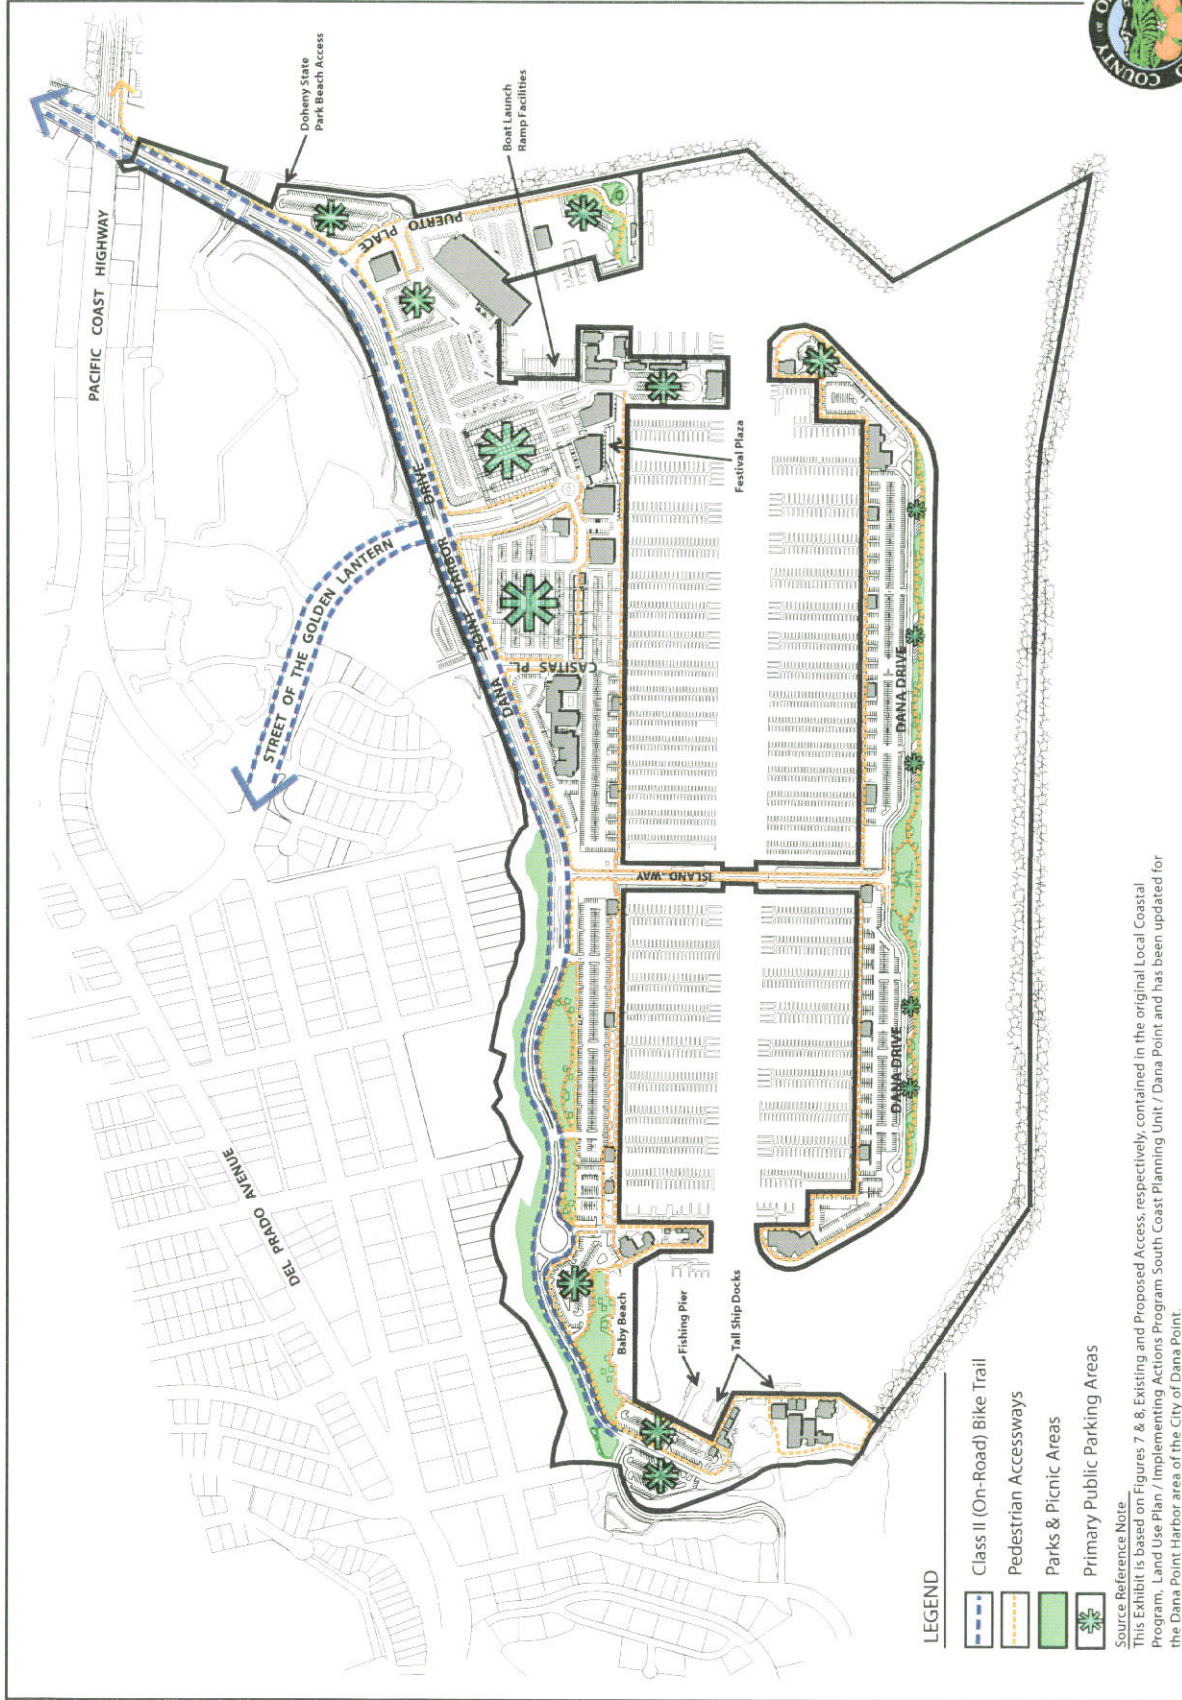 PACIFIC COAST HIGHWAY
Doheny State
Park Beach Access
Boat Launch
Ramp Facilities
PUERTO PLACE
STREET OF THE GOLDEN LANTERN
DANA POINT HARBOR DRIVE
CASITAS PL
Festival Plaza
ISLAND WAY
DANA DRIVE
DANA DRIVE
DEL PRADO AVENUE
Baby Beach
Fishing Pier
Tall Ship Docks
COUNTY
LEGEND
Class II (On-Road) Bike Trail
Pedestrian Accessways
Parks & Picnic Areas
Primary Public Parking Areas
Source Reference Note
This Exhibit is based on Figures 7 & 8, Existing and Proposed Access, respectively, contained in the original Local Coastal
Program, Land Use Plan / Implementing Actions Program South Coast Planning Unit / Dana Point and has been updated for
the Dana Point Harbor area of the City of Dana Point.